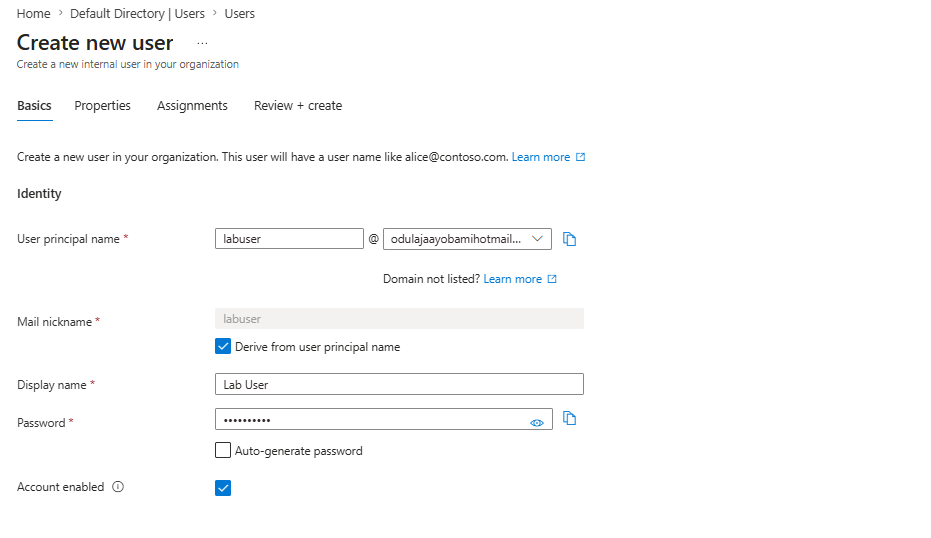 Home > Default Directory | Users > Users
Create new user ...
Create a new internal user in your organization
Basics Properties Assignments Review + create
Create a new user in your organization. This user will have a user name like alice@contoso.com. Learn more
Identity
User principal name * labuser @ odulajaayobamihotmail...
Domain not listed? Learn more
Mail nickname * labuser
Derive from user principal name
Display name * Lab User
Password * ••••••••••
Auto-generate password
Account enabled